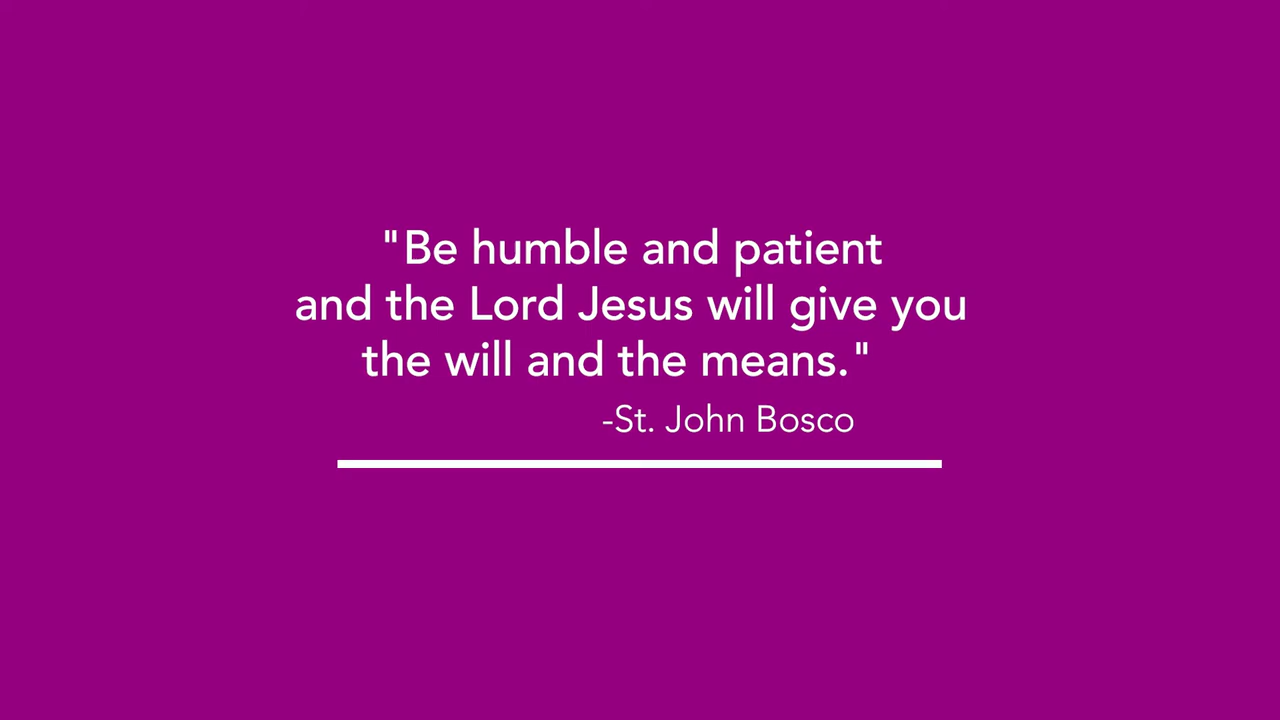 "Be humble and patient
and the Lord Jesus will give you
the will and the means."
-St. John Bosco